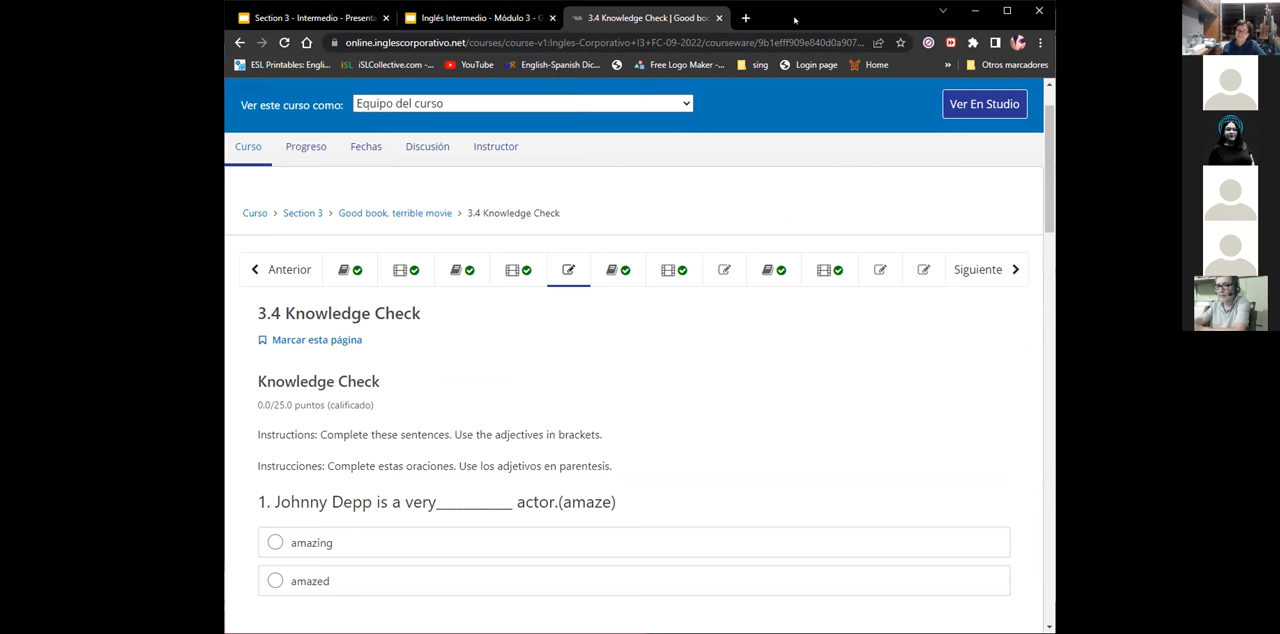 Section 3 - Intermedio - Presenta
Inglés Intermedio - Módulo 3 - G
3.4 Knowledge Check | Good boo
online.inglescorporativo.net/courses/course-v1:Ingles-Corporativo+I3+FC-09-2022/courseware/9b1efff909e840d0a907...
ESL Printables: Engli...
iSLCollective.com -...
YouTube
English-Spanish Dic...
Free Logo Maker -...
sing
Login page
Home
»
Otros marcadores
Ver este curso como:
Equipo del curso
Ver En Studio
Curso
Progreso
Fechas
Discusión
Instructor
Curso > Section 3 > Good book, terrible movie > 3.4 Knowledge Check
Anterior
Siguiente
3.4 Knowledge Check
Marcar esta página
Knowledge Check
0.0/25.0 puntos (calificado)
Instructions: Complete these sentences. Use the adjectives in brackets.
Instrucciones: Complete estas oraciones. Use los adjetivos en parentesis.
1. Johnny Depp is a very__________ actor.(amaze)
amazing
amazed